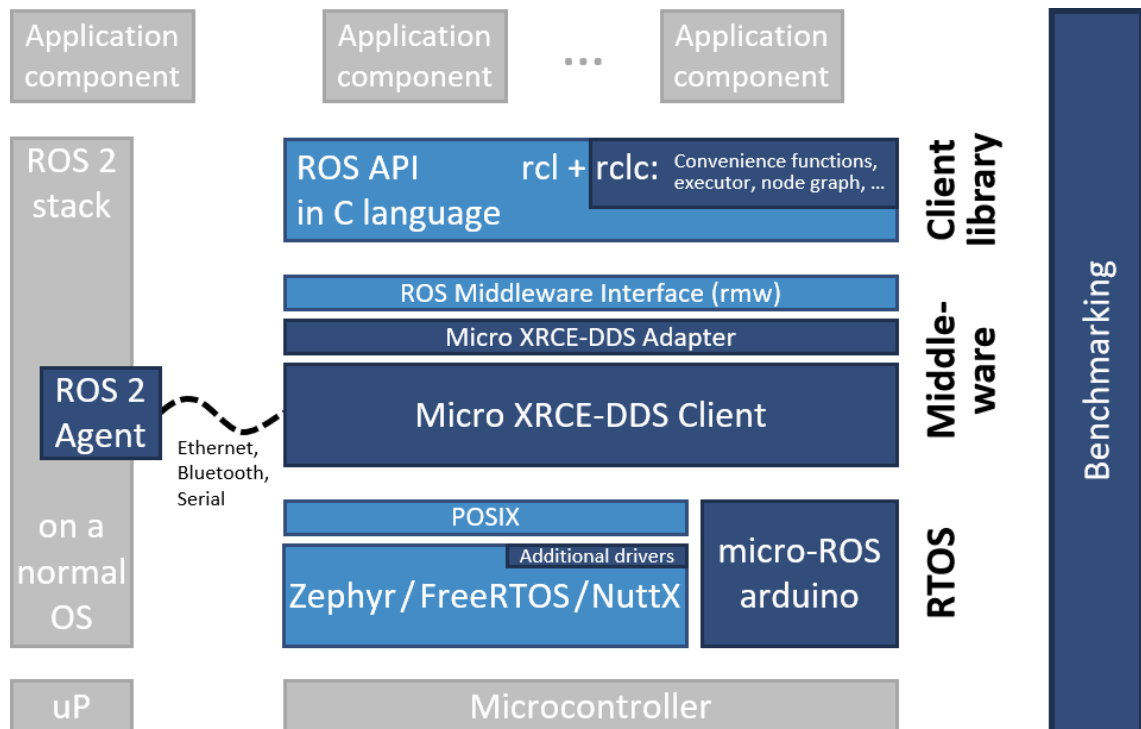 Application
component
Application
component
...
Application
component
ROS 2
stack
ROS API
in C language
rcl + rclc:
Convenience functions,
executor, node graph, ...
Client
library
ROS Middleware Interface (rmw)
Micro XRCE-DDS Adapter
Micro XRCE-DDS Client
Middle-
ware
ROS 2
Agent
Ethernet,
Bluetooth,
Serial
on a
normal
OS
POSIX
Additional drivers
Zephyr/FreeRTOS/NuttX
micro-ROS
arduino
RTOS
uP
Microcontroller
Benchmarking